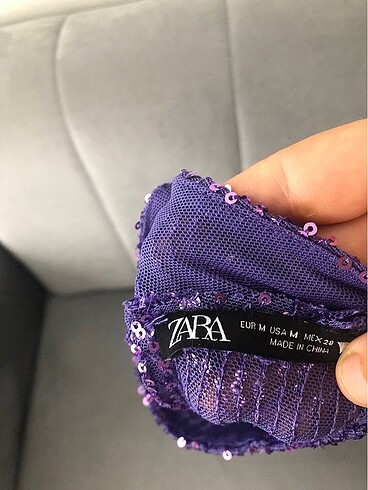 ZARA
EUR M USA M MEX 28
MADE IN CHINA